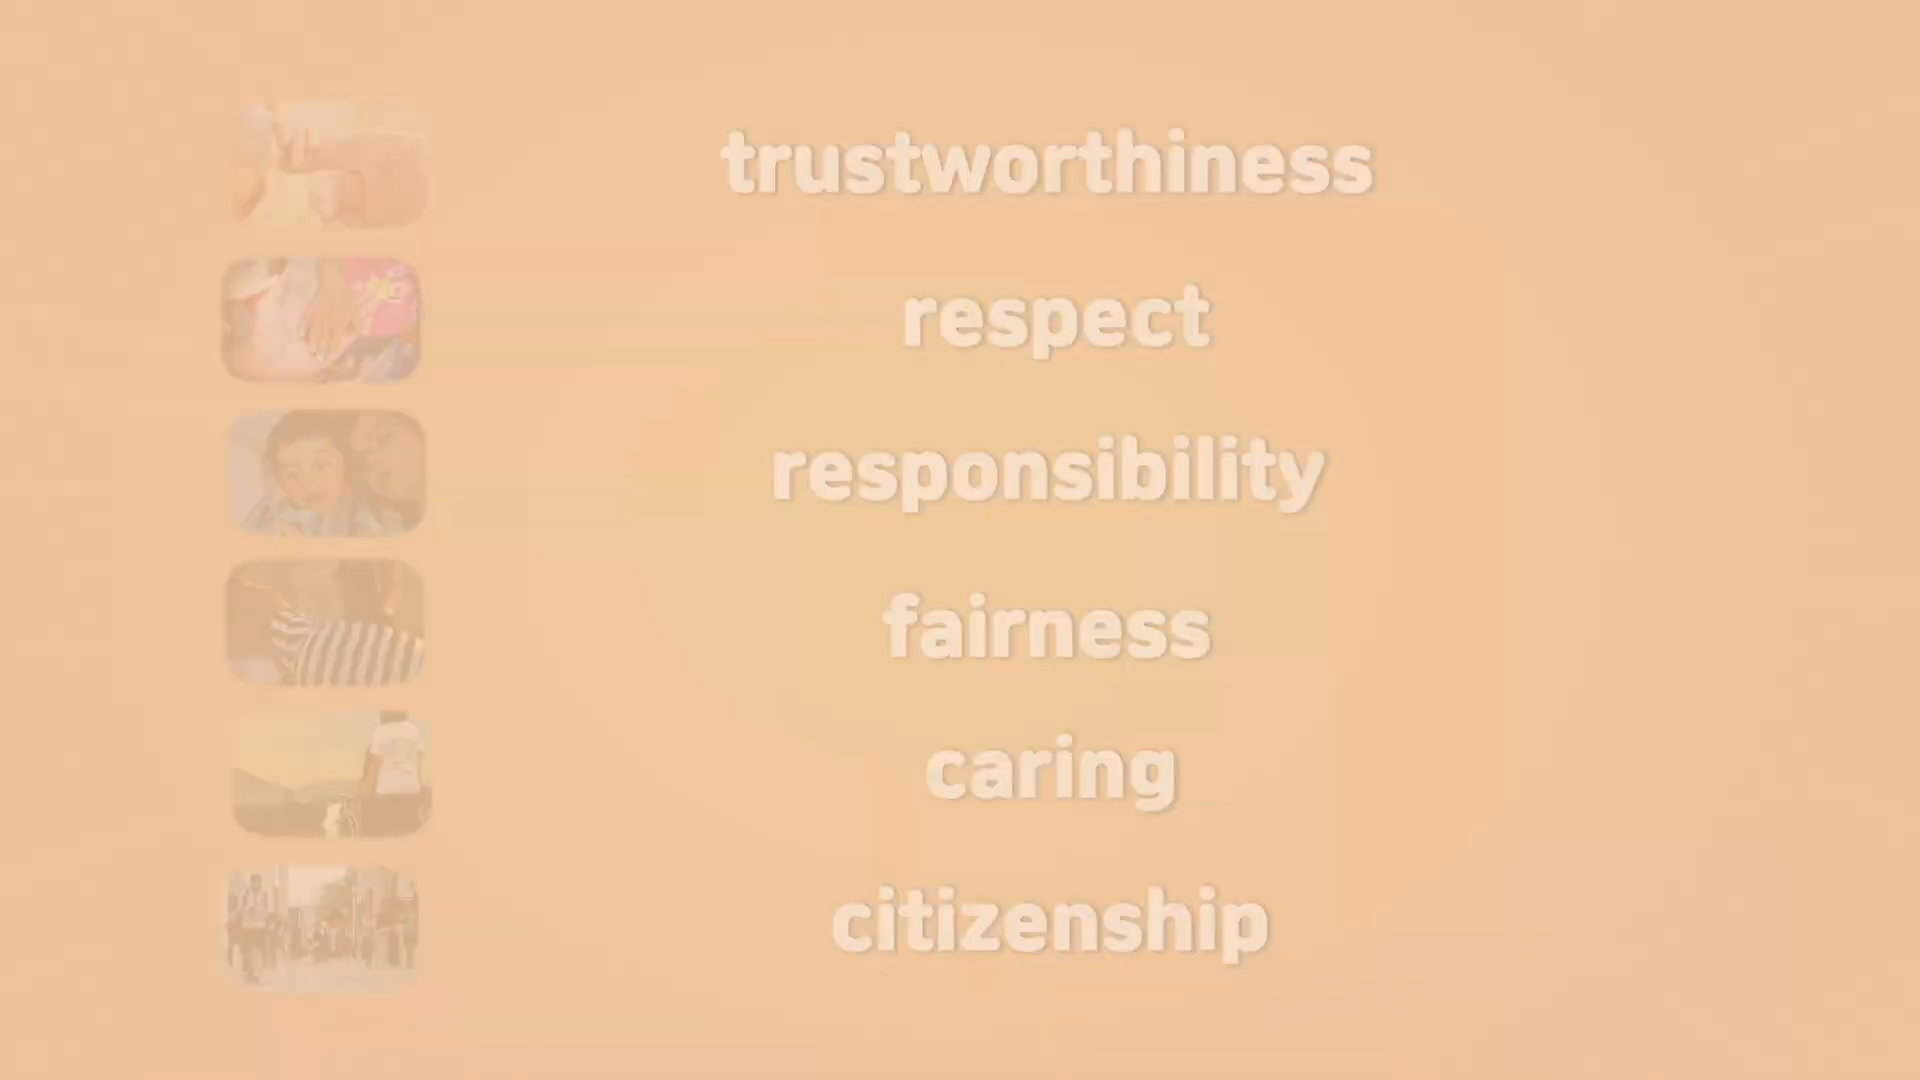 trustworthiness
respect
responsibility
fairness
caring
citizenship